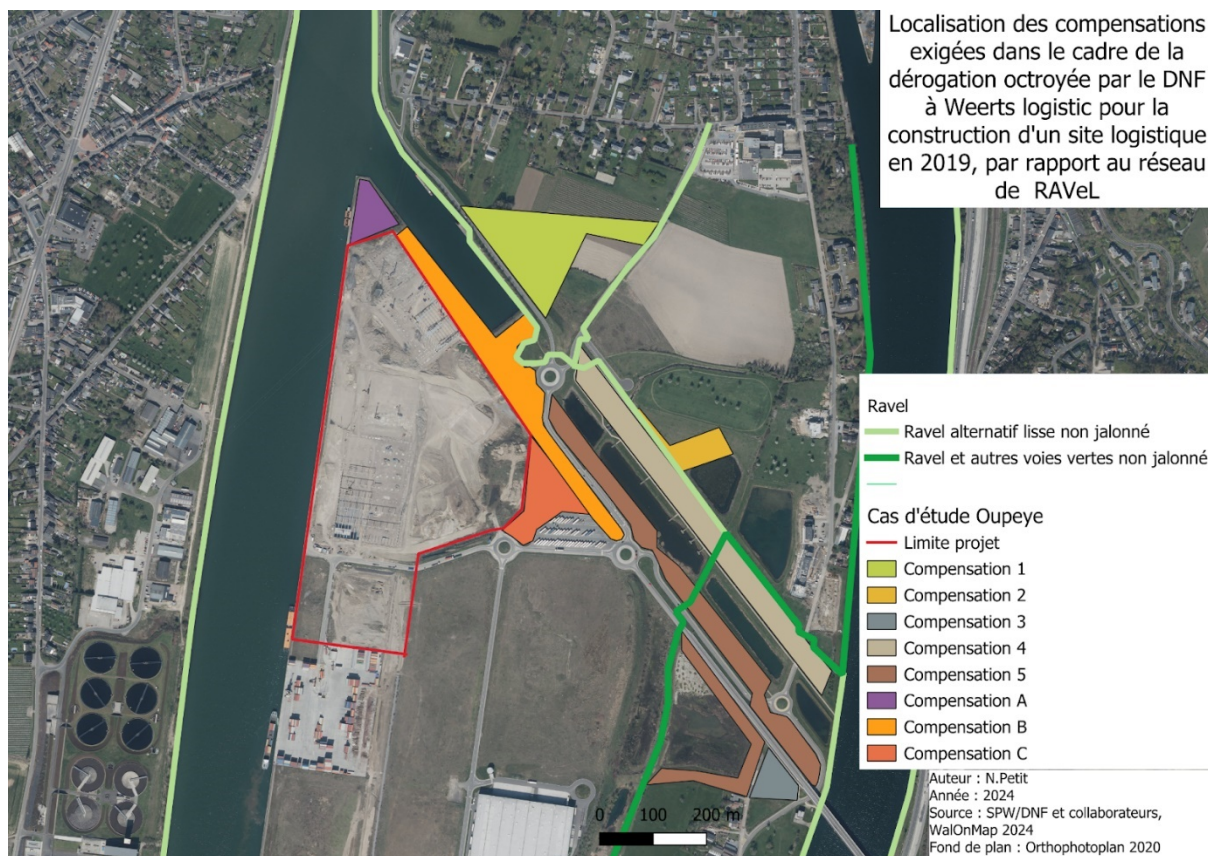 Localisation des compensations
exigées dans le cadre de la
dérogation octroyée par le DNF
à Weerts logistic pour la
construction d'un site logistique
en 2019, par rapport au réseau
de RAVeL
Ravel
Ravel alternatif lisse non jalonné
Ravel et autres voies vertes non jalonné
Cas d'étude Oupeye
Limite projet
Compensation 1
Compensation 2
Compensation 3
Compensation 4
Compensation 5
Compensation A
Compensation B
Compensation C
0 100 200 m
Auteur : N.Petit
Année : 2024
Source : SPW/DNF et collaborateurs,
WalOnMap 2024
Fond de plan : Orthophotoplan 2020